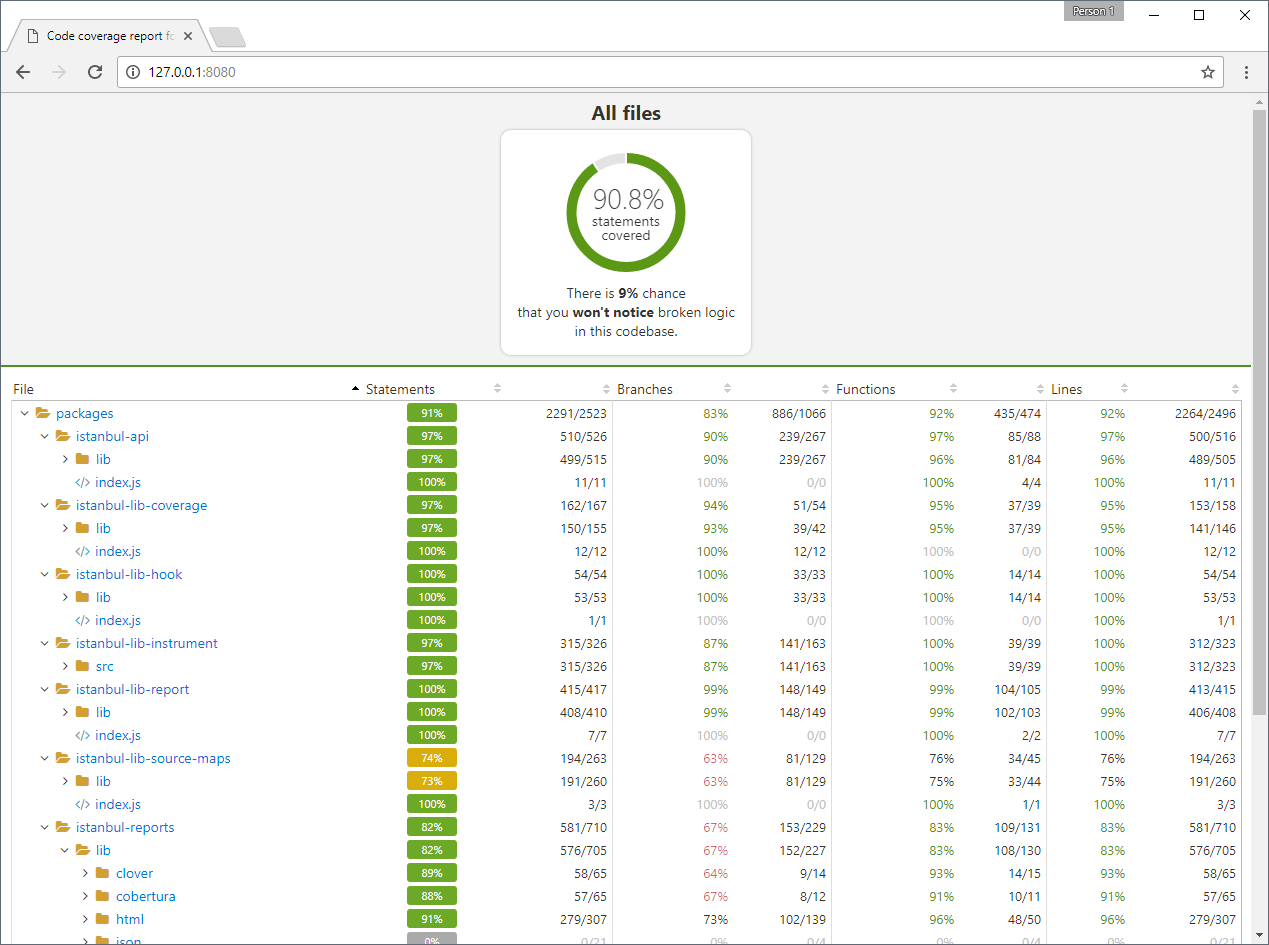 Person 1
Code coverage report fo
127.0.0.1:8080
All files
90.8%
statements
covered
There is 9% chance
that you won't notice broken logic
in this codebase.
File Statements Branches Functions Lines
packages 91% 2291/2523 83% 886/1066 92% 435/474 92% 2264/2496
istanbul-api 97% 510/526 90% 239/267 97% 85/88 97% 500/516
lib 97% 499/515 90% 239/267 96% 81/84 96% 489/505
</> index.js 100% 11/11 100% 0/0 100% 4/4 100% 11/11
istanbul-lib-coverage 97% 162/167 94% 51/54 95% 37/39 95% 153/158
lib 97% 150/155 93% 39/42 95% 37/39 95% 141/146
</> index.js 100% 12/12 100% 12/12 100% 0/0 100% 12/12
istanbul-lib-hook 100% 54/54 100% 33/33 100% 14/14 100% 54/54
lib 100% 53/53 100% 33/33 100% 14/14 100% 53/53
</> index.js 100% 1/1 100% 0/0 100% 0/0 100% 1/1
istanbul-lib-instrument 97% 315/326 87% 141/163 100% 39/39 100% 312/323
src 97% 315/326 87% 141/163 100% 39/39 100% 312/323
istanbul-lib-report 100% 415/417 99% 148/149 99% 104/105 99% 413/415
lib 100% 408/410 99% 148/149 99% 102/103 99% 406/408
</> index.js 100% 7/7 100% 0/0 100% 2/2 100% 7/7
istanbul-lib-source-maps 74% 194/263 63% 81/129 76% 34/45 76% 194/263
lib 73% 191/260 63% 81/129 75% 33/44 75% 191/260
</> index.js 100% 3/3 100% 0/0 100% 1/1 100% 3/3
istanbul-reports 82% 581/710 67% 153/229 83% 109/131 83% 581/710
lib 82% 576/705 67% 152/227 83% 108/130 83% 576/705
clover 89% 58/65 64% 9/14 93% 14/15 93% 58/65
cobertura 88% 57/65 67% 8/12 91% 10/11 91% 57/65
html 91% 279/307 73% 102/139 96% 48/50 96% 279/307
json 0% 0/21 0% 0/4 0% 0/4 0% 0/21